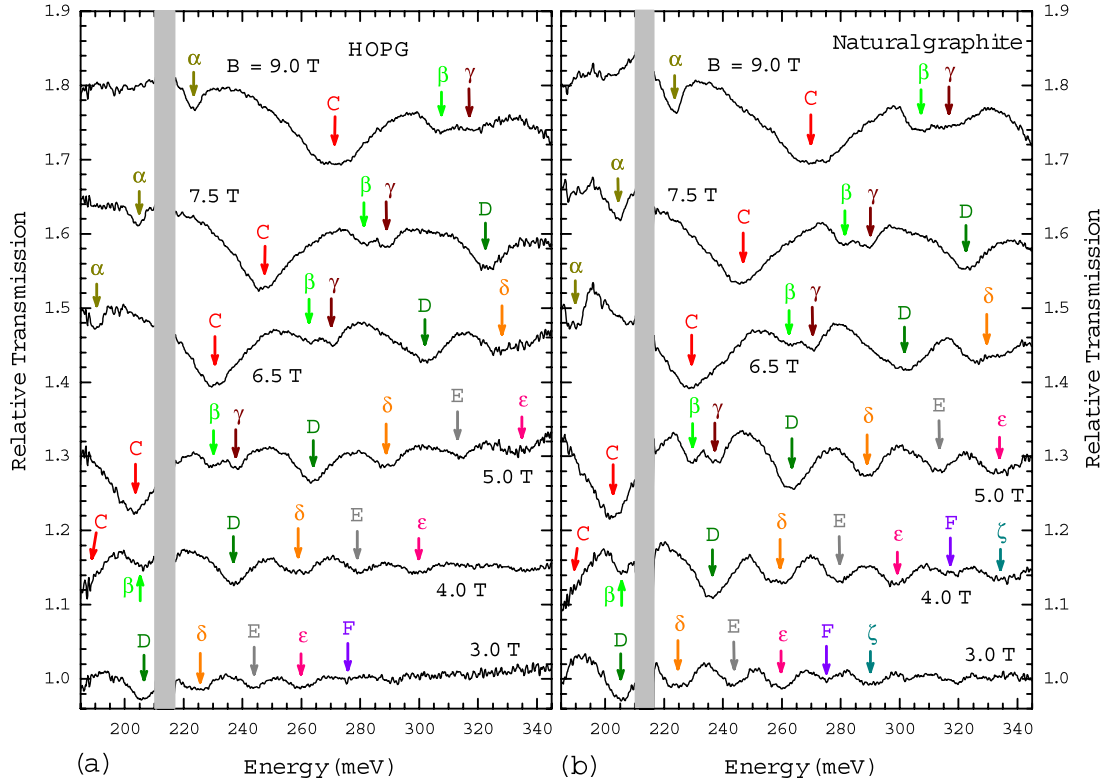 1.9
1.8
1.7
1.6
1.5
1.4
1.3
1.2
1.1
1.0
Relative Transmission
HOPG
α
B = 9.0 T
C
β
γ
α
7.5 T
C
β
γ
D
α
C
6.5 T
β
γ
D
δ
C
β
γ
D
δ
E
ε
5.0 T
C
β
D
δ
E
ε
4.0 T
D
δ
E
ε
F
3.0 T
200 220 240 260 280 300 320 340
(a)
Energy(meV)
Naturalgraphite
α
B = 9.0 T
C
β
γ
α
7.5 T
C
β
γ
D
α
C
6.5 T
β
γ
D
δ
C
β
γ
D
δ
E
ε
5.0 T
C
β
D
δ
E
ε
F
ζ
4.0 T
D
δ
E
ε
F
ζ
3.0 T
200 220 240 260 280 300 320 340
(b)
Energy(meV)
1.9
1.8
1.7
1.6
1.5
1.4
1.3
1.2
1.1
1.0
Relative Transmission